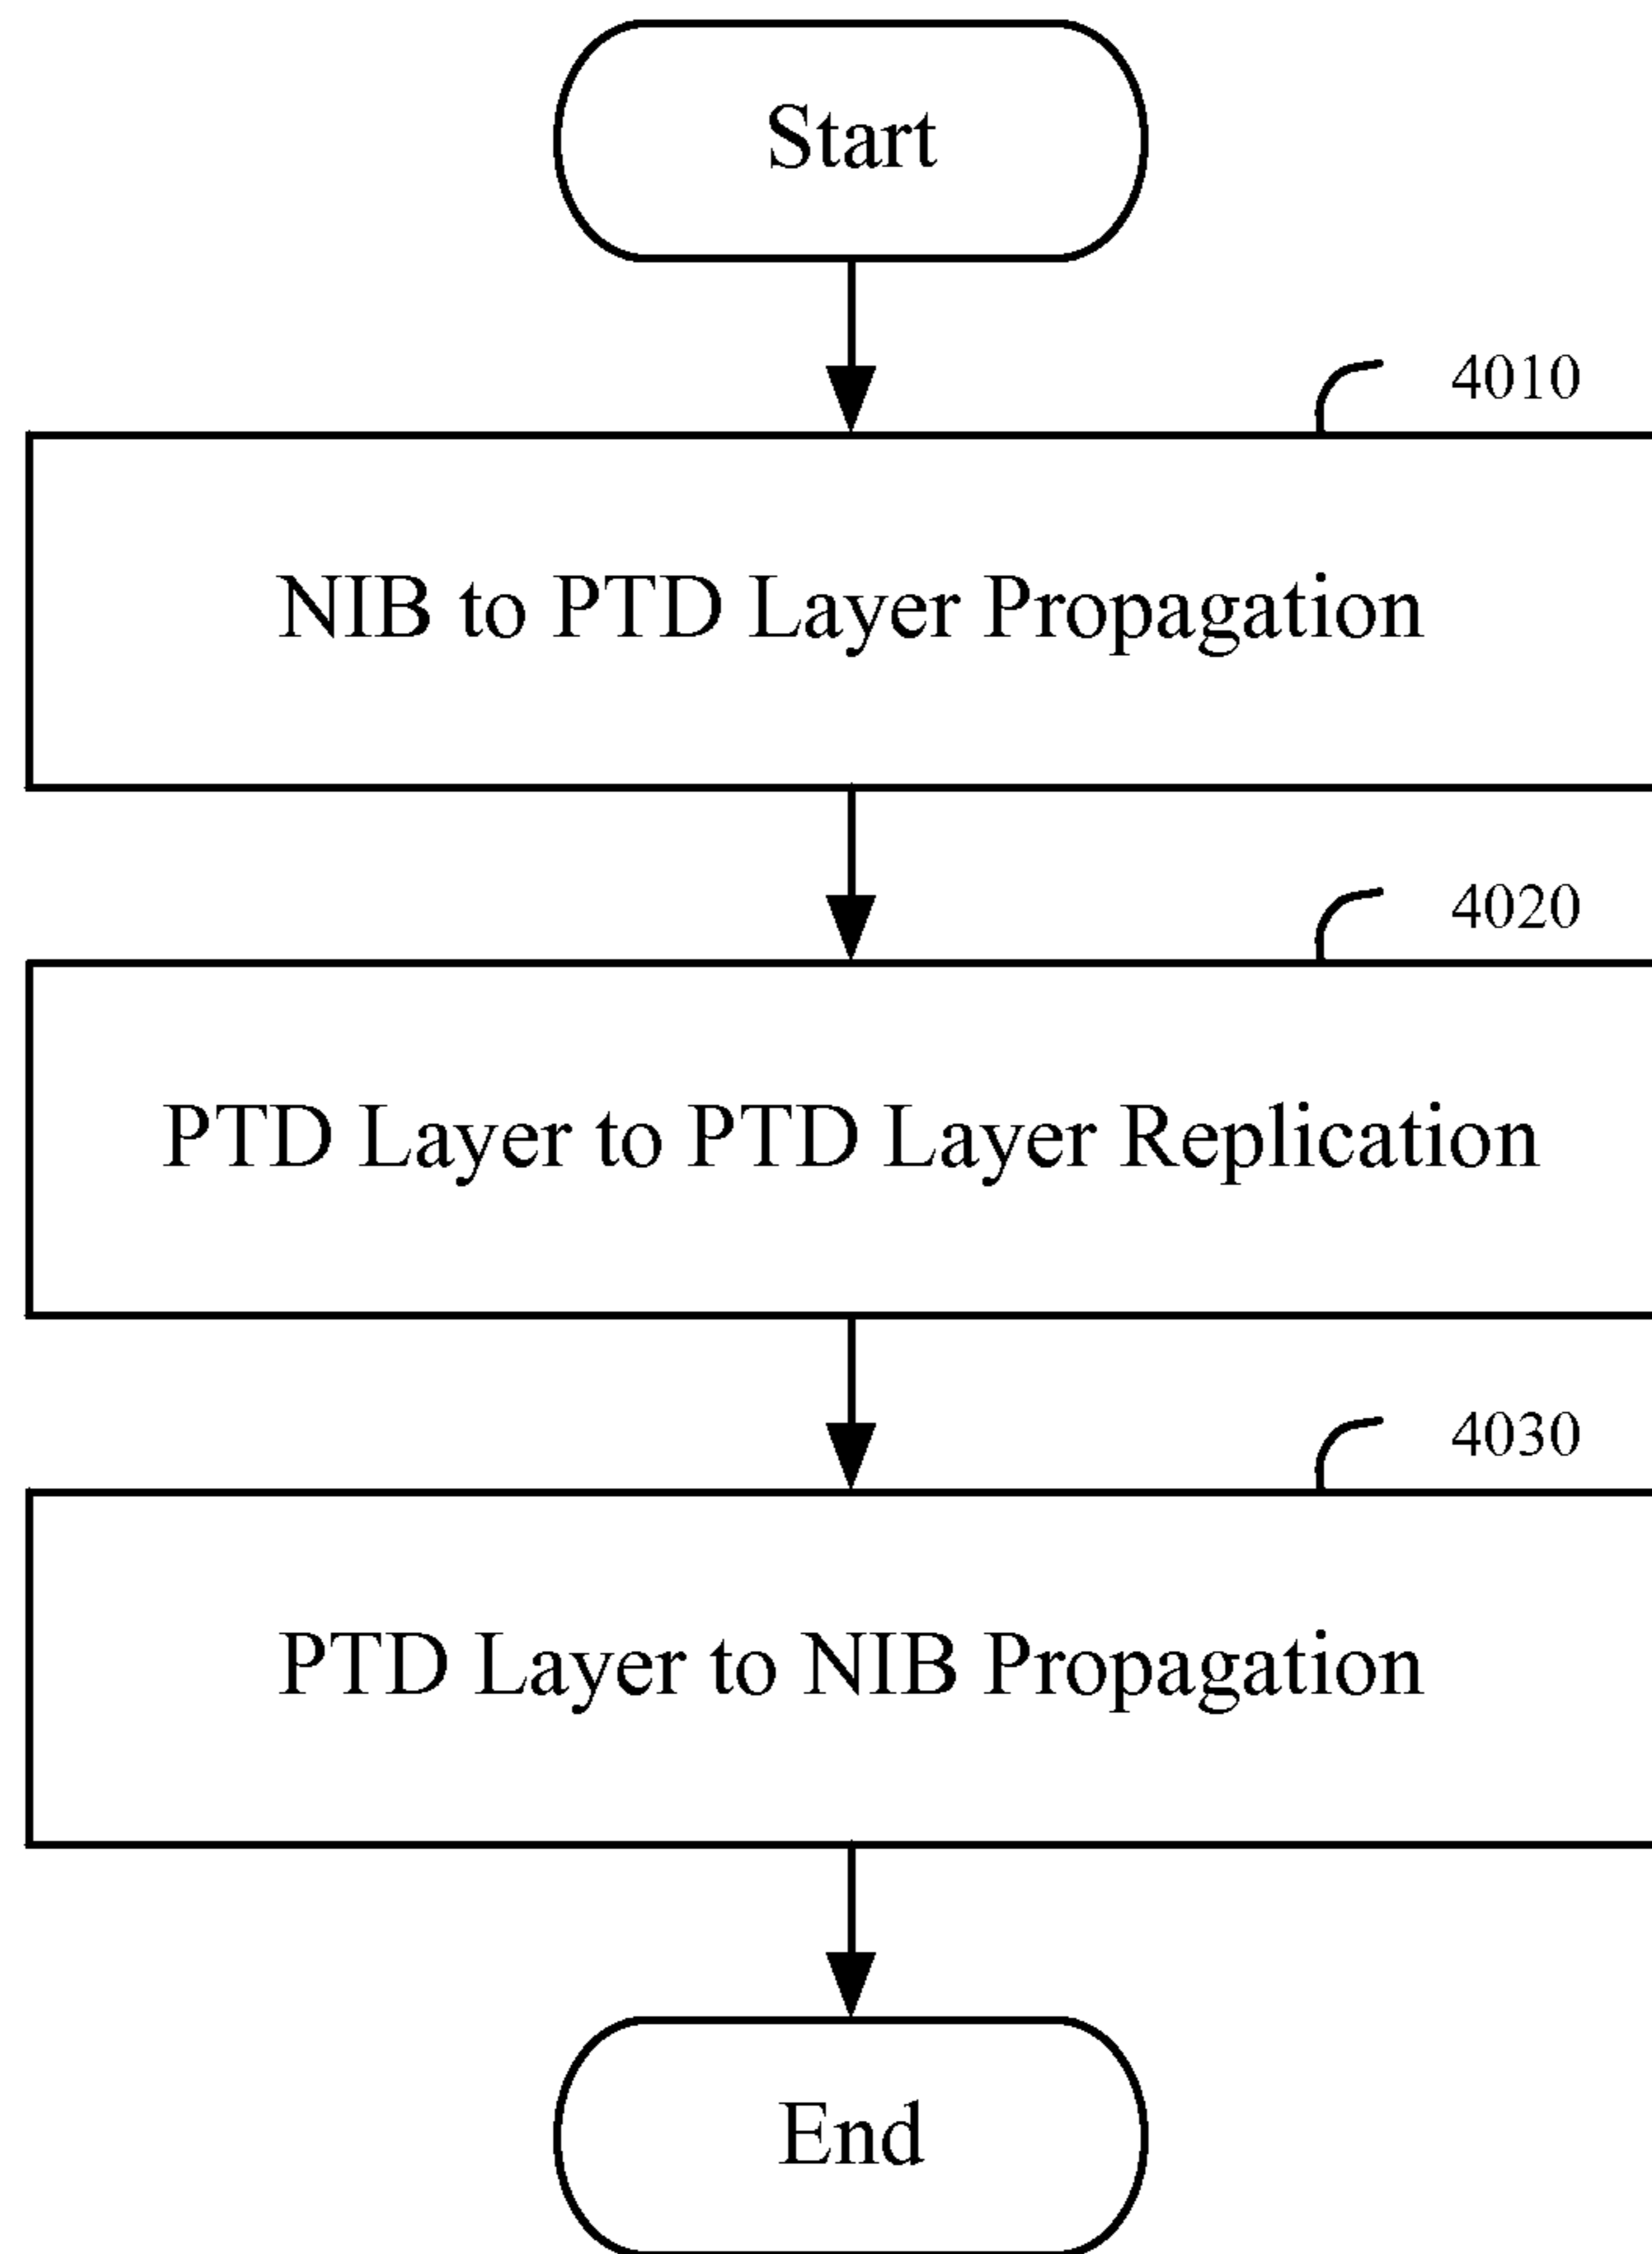 Start
4010
NIB to PTD Layer Propagation
4020
PTD Layer to PTD Layer Replication
4030
PTD Layer to NIB Propagation
End